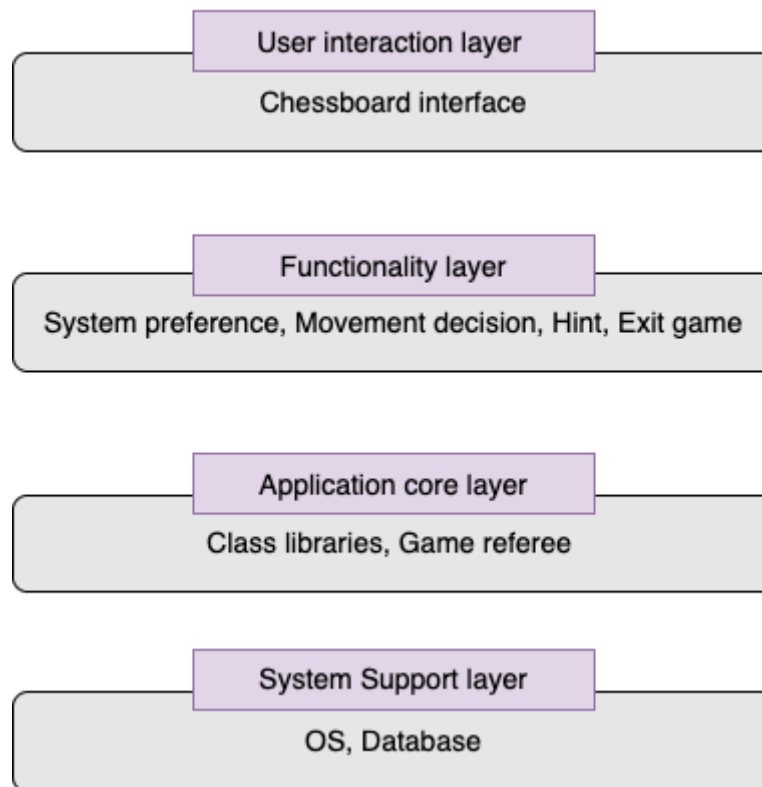 User interaction layer
Chessboard interface
Functionality layer
System preference, Movement decision, Hint, Exit game
Application core layer
Class libraries, Game referee
System Support layer
OS, Database